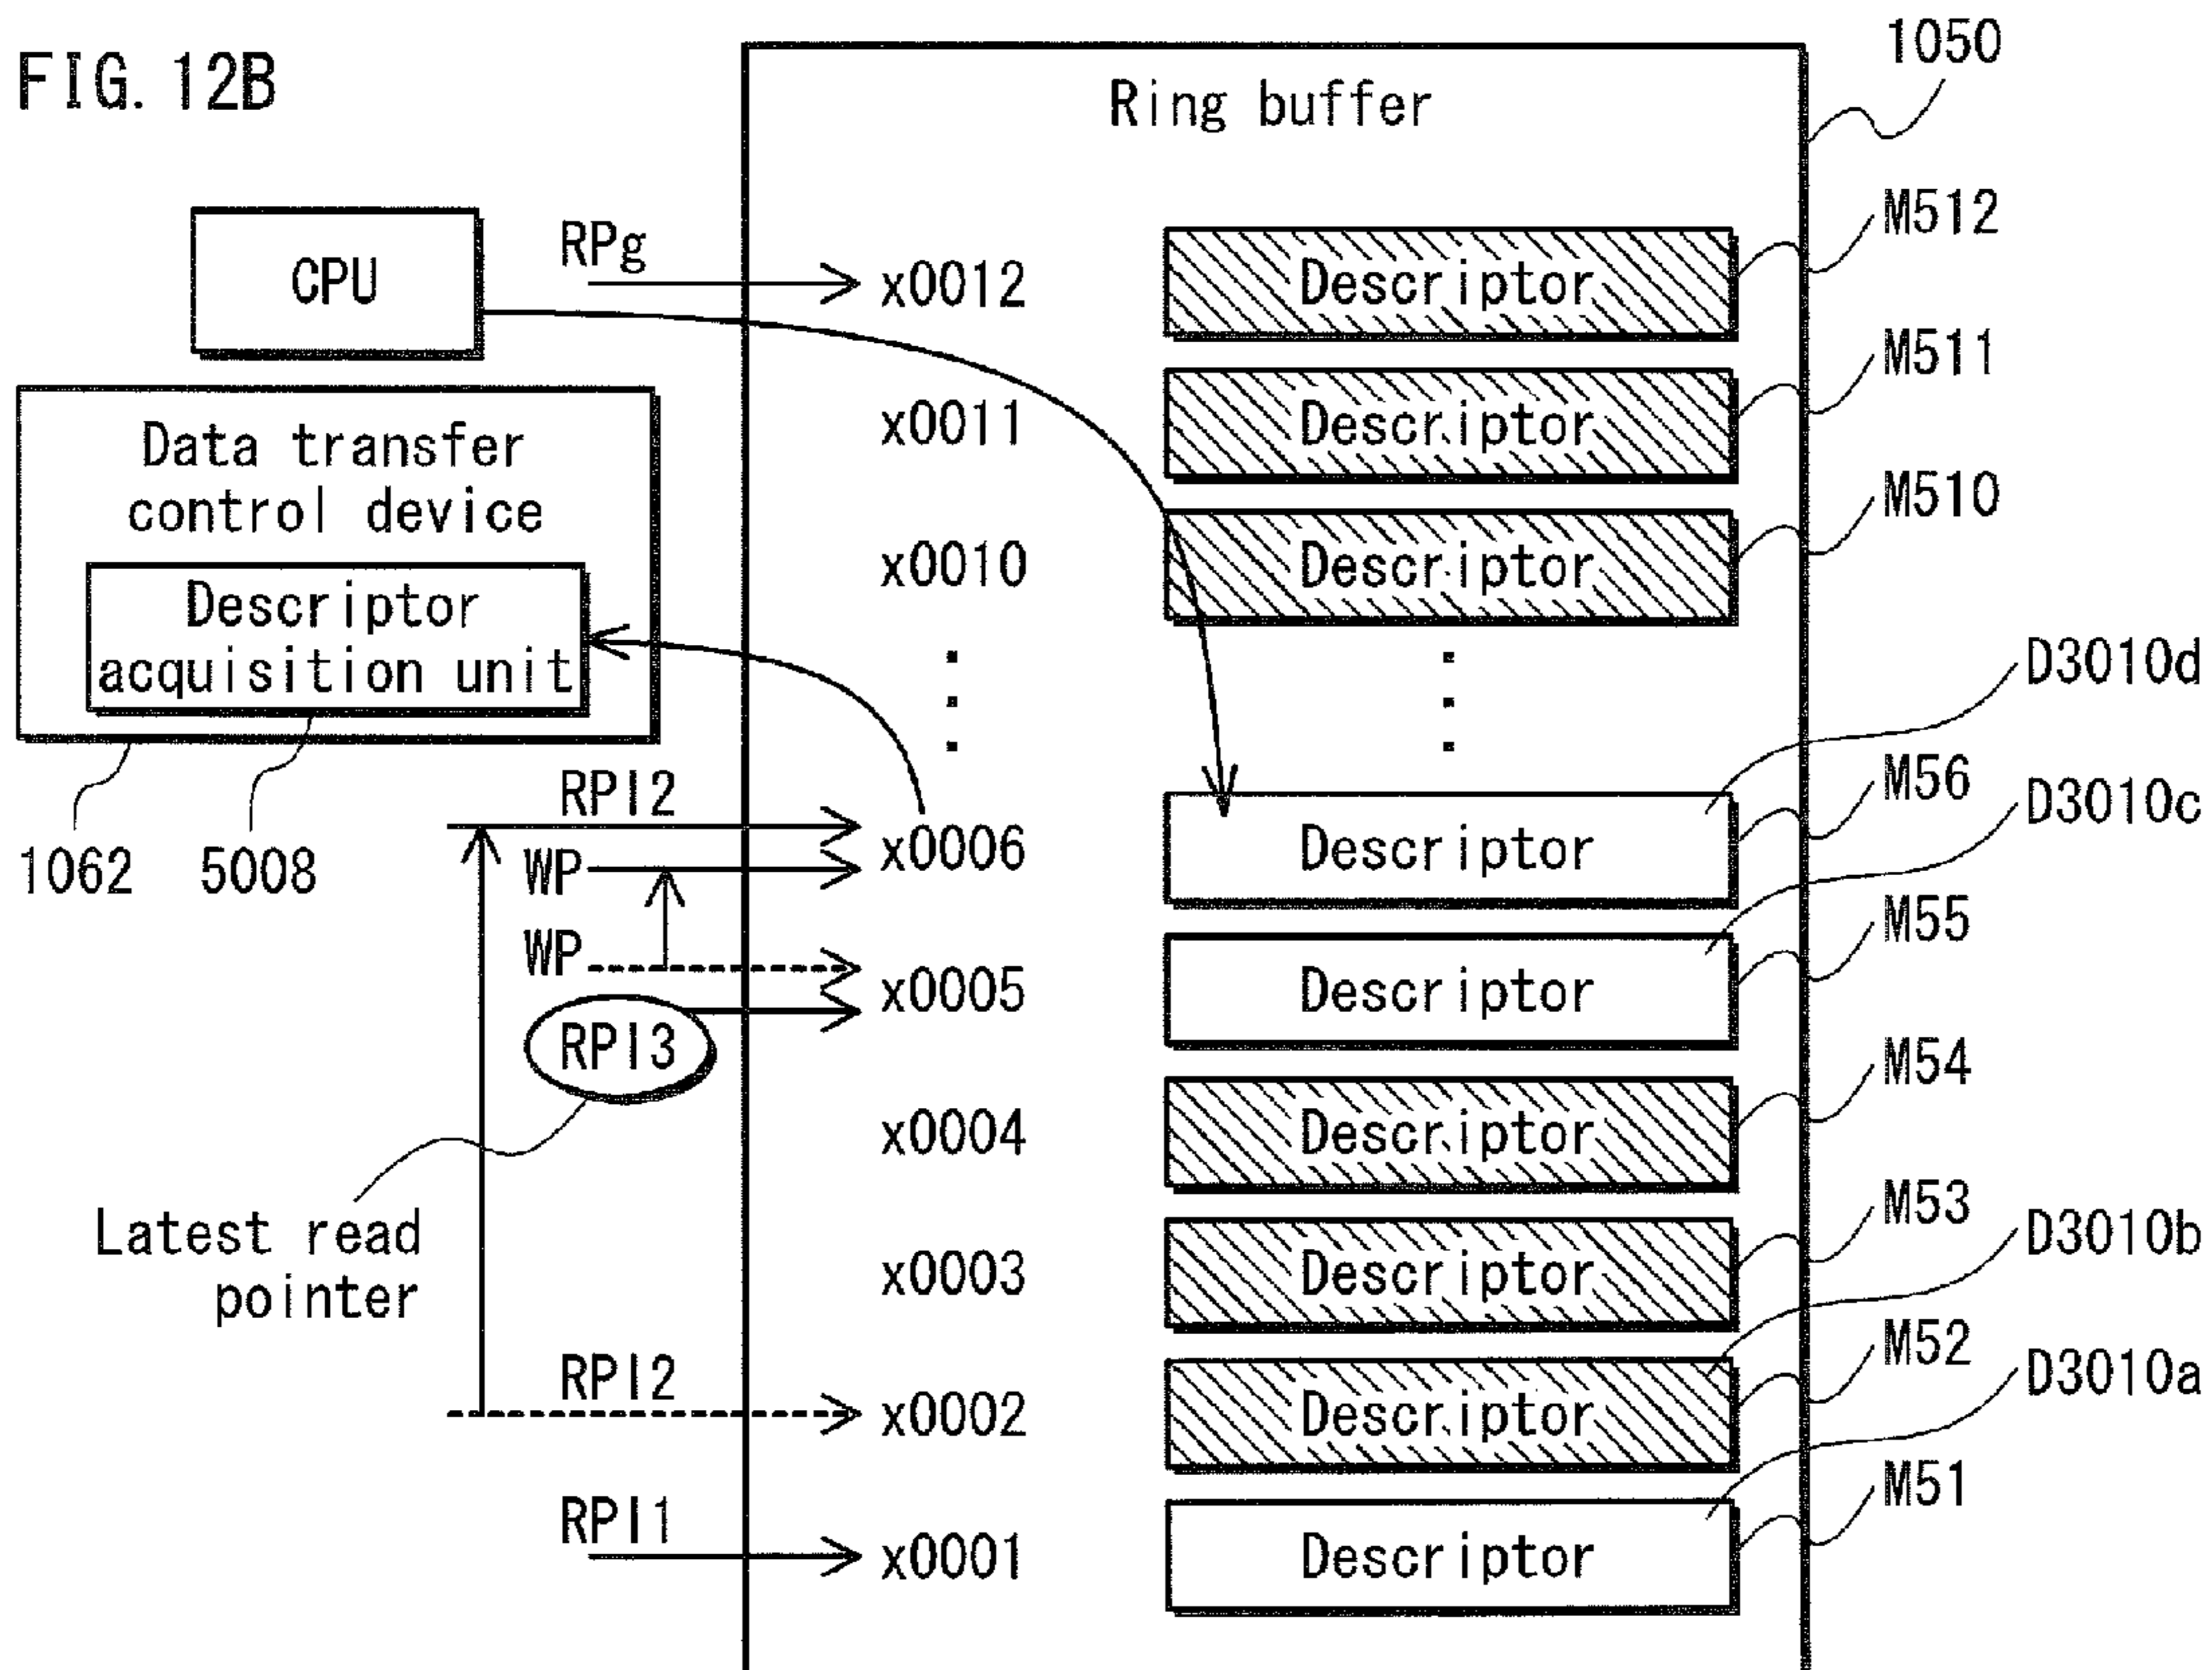 FIG. 12B
Ring buffer
1050
CPU
RPg
x0012
Descriptor
M512
x0011
Descriptor
M511
Data transfer
control device
x0010
Descriptor
M510
Descriptor
acquisition unit
D3010d
1062
5008
RPI2
WP
x0006
Descriptor
M56
D3010c
WP
RPI3
x0005
Descriptor
M55
x0004
Descriptor
M54
Latest read
pointer
x0003
Descriptor
M53
D3010b
RPI2
x0002
Descriptor
M52
D3010a
RPI1
x0001
Descriptor
M51